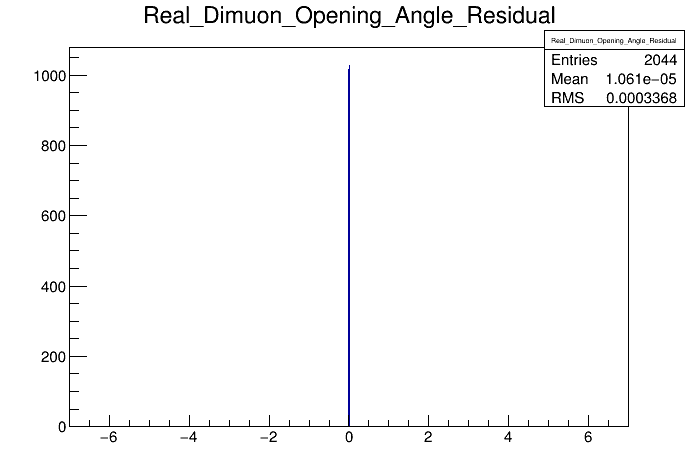 Real_Dimuon_Opening_Angle_Residual
Real_Dimuon_Opening_Angle_Residual
Entries 2044
Mean 1.061e−05
RMS 0.0003368
1000
800
600
400
200
0
−6 −4 −2 0 2 4 6